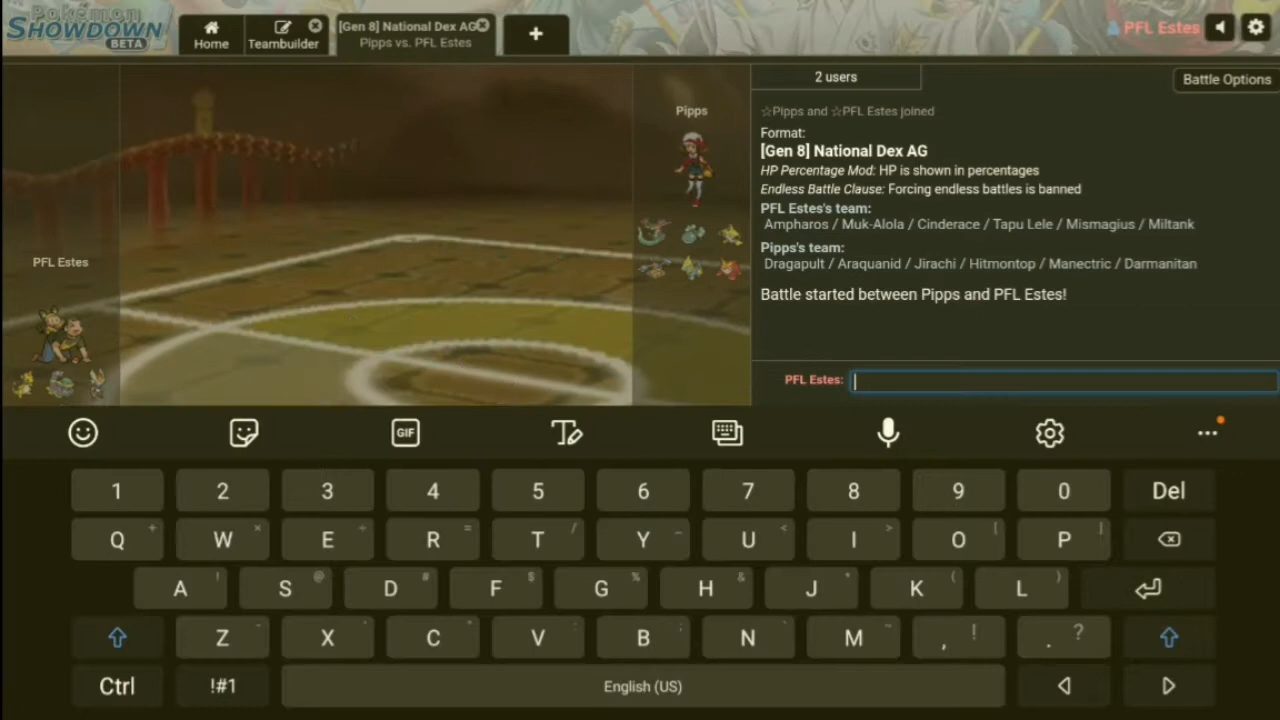 Pokémon
SHOWDOWN
BETA
Home
Teambuilder
[Gen 8] National Dex AG
Pipps vs. PFL Estes
PFL Estes
Pipps
PFL Estes
2 users
Battle Options
☆Pipps and ☆PFL Estes joined
Format:
[Gen 8] National Dex AG
HP Percentage Mod: HP is shown in percentages
Endless Battle Clause: Forcing endless battles is banned
PFL Estes's team:
Ampharos / Muk-Alola / Cinderace / Tapu Lele / Mismagius / Miltank
Pipps's team:
Dragapult / Araquanid / Jirachi / Hitmontop / Manectric / Darmanitan
Battle started between Pipps and PFL Estes!
PFL Estes:
GIF
1 2 3 4 5 6 7 8 9 0 Del
Q + W × E ÷ R = T / Y _ U < I > O [ P ]
A ! S @ D # F $ G % H & J * K ( L )
Z - X ' C " V : B ; N ` M ~ , ! . ?
Ctrl !#1 English (US)